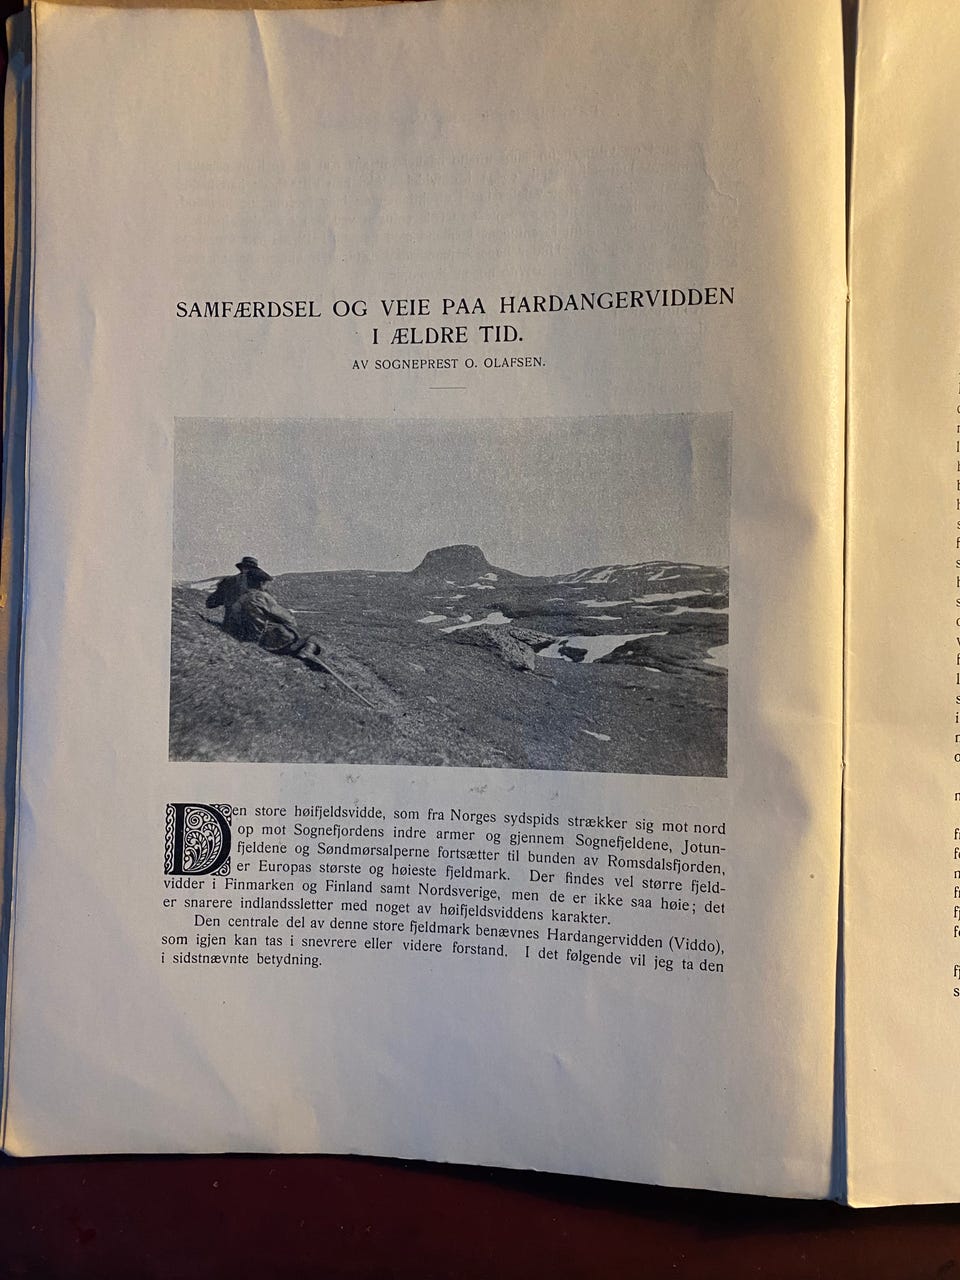 SAMFÆRDSEL OG VEIE PAA HARDANGERVIDDEN
I ÆLDRE TID.
AV SOGNEPREST O. OLAFSEN.
Den store høifjeldsvidde, som fra Norges sydspids strækker sig mot nord
op mot Sognefjordens indre armer og gjennem Sognefjeldene, Jotun-
fjeldene og Søndmørsalperne fortsætter til bunden av Romsdalsfjorden,
er Europas største og høieste fjeldmark. Der findes vel større fjeld-
vidder i Finmarken og Finland samt Nordsverige, men de er ikke saa høie; det
er snarere indlandssletter med noget av høifjeldsviddens karakter.
Den centrale del av denne store fjeldmark benævnes Hardangervidden (Viddo),
som igjen kan tas i snevrere eller videre forstand. I det følgende vil jeg ta den
i sidstnævnte betydning.